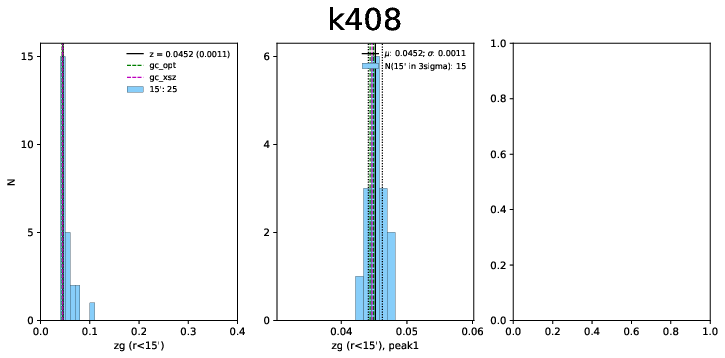 k408
z = 0.0452 (0.0011)
gc_opt
gc_xsz
15': 25
N
15
10
5
0
0.0 0.1 0.2 0.3 0.4
zg (r<15')
μ: 0.0452; σ: 0.0011
N(15' in 3sigma): 15
6
4
2
0
0.04 0.05 0.06
zg (r<15'), peak1
1.0
0.8
0.6
0.4
0.2
0.0
0.0 0.2 0.4 0.6 0.8 1.0